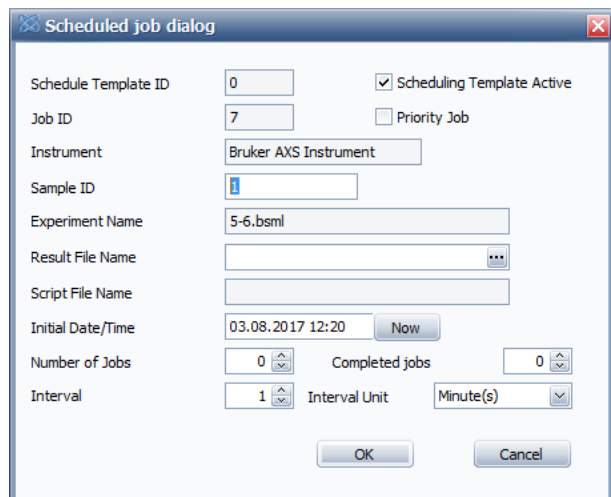 Scheduled job dialog
Schedule Template ID 0 Scheduling Template Active
Job ID 7 Priority Job
Instrument Bruker AXS Instrument
Sample ID 1
Experiment Name 5-6.bsml
Result File Name ...
Script File Name
Initial Date/Time 03.08.2017 12:20 Now
Number of Jobs 0 Completed jobs 0
Interval 1 Interval Unit Minute(s)
OK Cancel